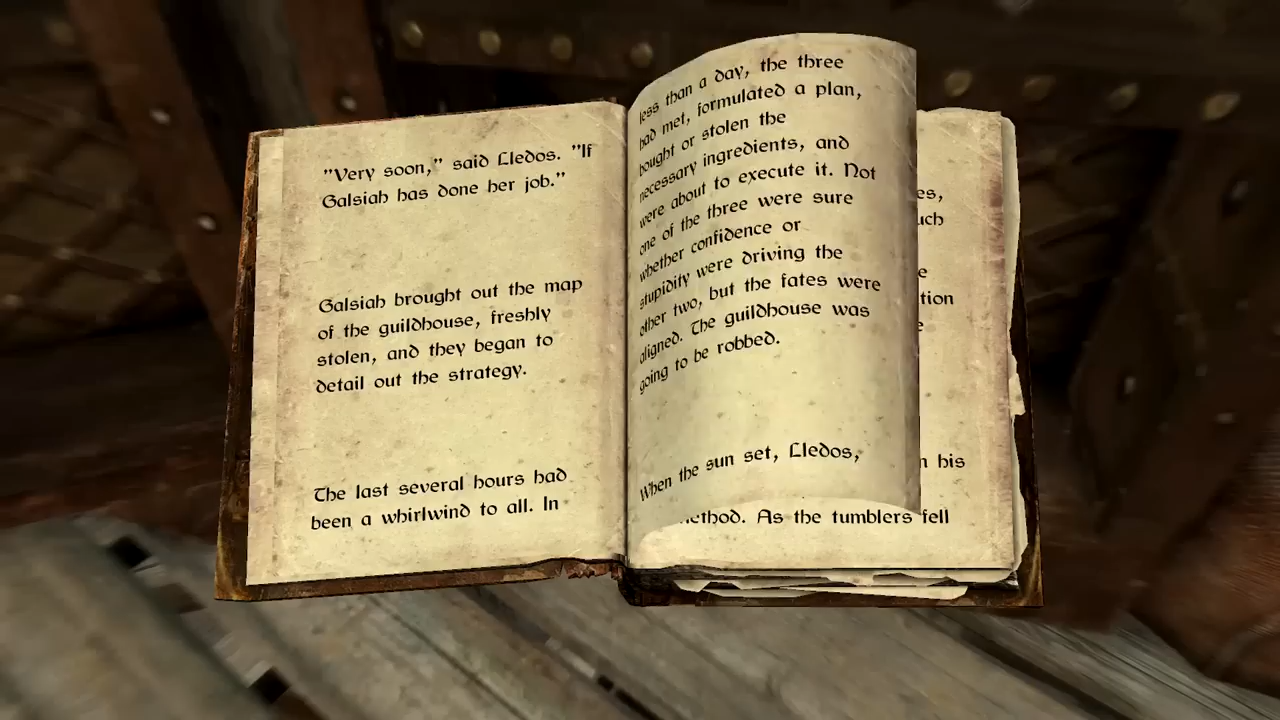 "Very soon," said Lledos. "If
Galsiah has done her job."
Galsiah brought out the map
of the guildhouse, freshly
stolen, and they began to
detail out the strategy.
The last several hours had
been a whirlwind to all. In
less than a day, the three
had met, formulated a plan,
bought or stolen the
necessary ingredients, and
were about to execute it. Not
one of the three were sure
whether confidence or
stupidity were driving the
other two, but the fates were
aligned. The guildhouse was
going to be robbed.
When the sun set, Lledos,
his
As the tumblers fell